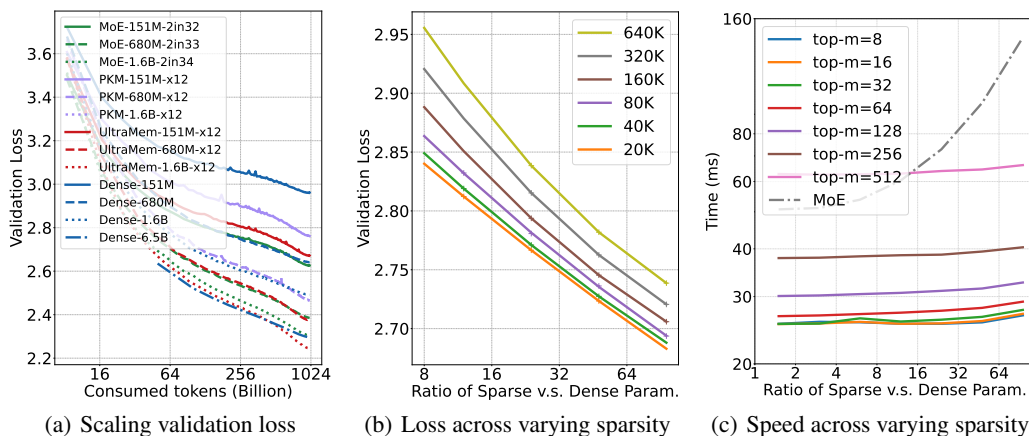 Validation Loss
3.6
3.4
3.2
3.0
2.8
2.6
2.4
2.2
MoE-151M-2in32
MoE-680M-2in33
MoE-1.6B-2in34
PKM-151M-x12
PKM-680M-x12
PKM-1.6B-x12
UltraMem-151M-x12
UltraMem-680M-x12
UltraMem-1.6B-x12
Dense-151M
Dense-680M
Dense-1.6B
Dense-6.5B
16 64 256 1024
Consumed tokens (Billion)
(a) Scaling validation loss
Validation Loss
2.95
2.90
2.85
2.80
2.75
2.70
640K
320K
160K
80K
40K
20K
8 16 32 64
Ratio of Sparse v.s. Dense Param.
(b) Loss across varying sparsity
Time (ms)
160
80
60
40
30
20
top-m=8
top-m=16
top-m=32
top-m=64
top-m=128
top-m=256
top-m=512
MoE
1 2 4 8 16 32 64
Ratio of Sparse v.s. Dense Param.
(c) Speed across varying sparsity